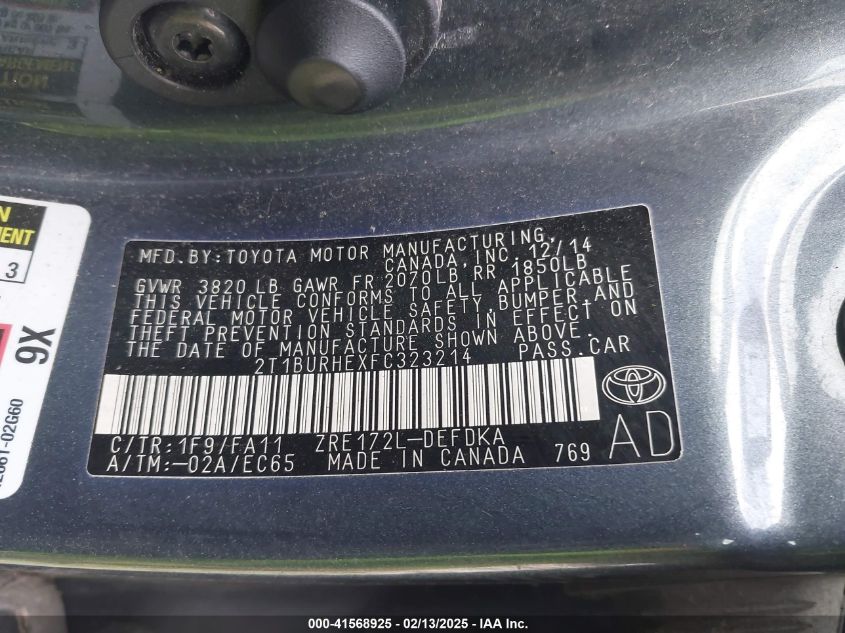 MFD. BY: TOYOTA MOTOR MANUFACTURING,
CANADA, INC. 12/14
GVWR 3820 LB GAWR FR 2070LB, RR 1850LB
THIS VEHICLE CONFORMS TO ALL APPLICABLE
FEDERAL MOTOR VEHICLE SAFETY, BUMPER, AND
THEFT PREVENTION STANDARDS IN EFFECT ON
THE DATE OF MANUFACTURE SHOWN ABOVE.
2T1BURHEXFC323214 PASS. CAR
C/TR: 1F9/FA11 ZRE172L-DEFDKA
A/TM: -02A/EC65 MADE IN CANADA 769
AD
3
9X
02G60
000-41568925 - 02/13/2025 - IAA Inc.